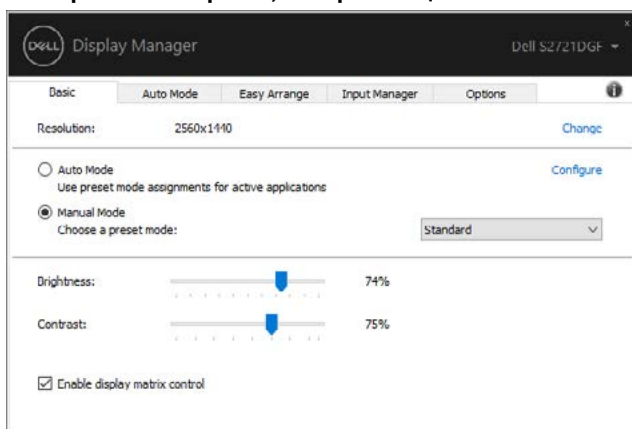 DELL Display Manager Dell S2721DGF
x
Basic Auto Mode Easy Arrange Input Manager Options
Resolution: 2560x1440 Change
Auto Mode Configure
Use preset mode assignments for active applications
Manual Mode
Choose a preset mode: Standard
Brightness: 74%
Contrast: 75%
Enable display matrix control